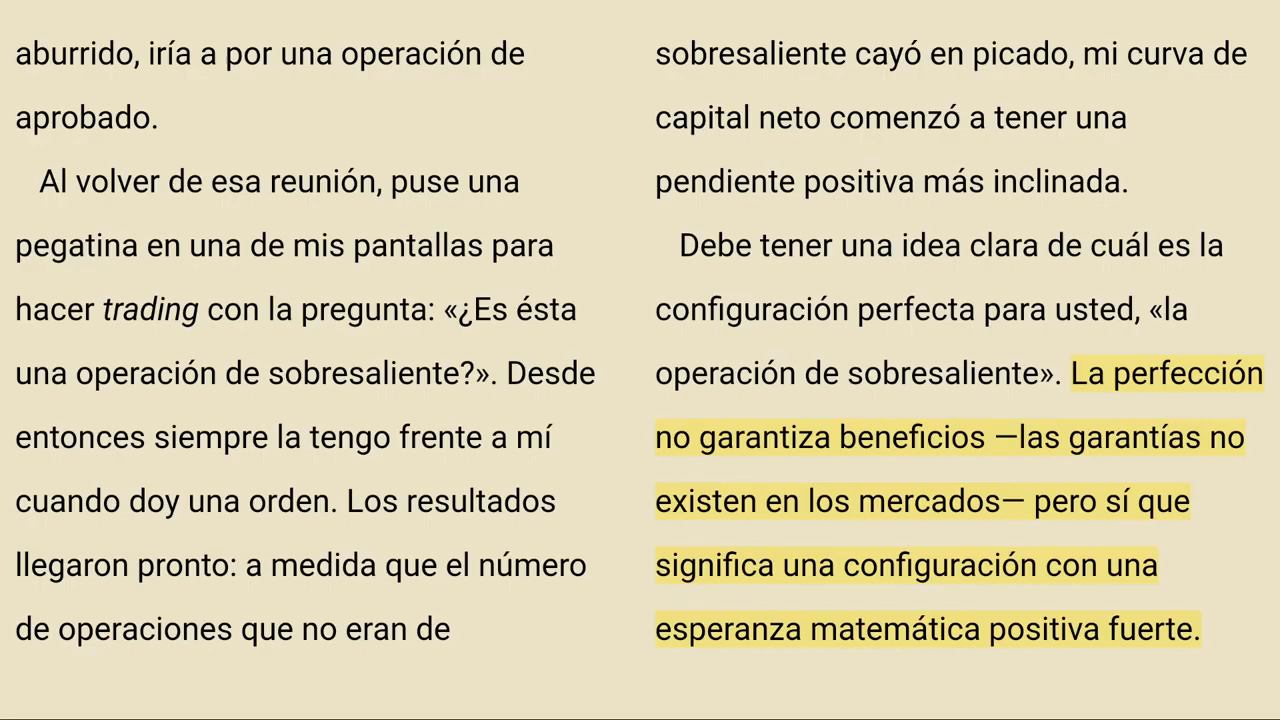 aburrido, iría a por una operación de
aprobado.
Al volver de esa reunión, puse una
pegatina en una de mis pantallas para
hacer trading con la pregunta: «¿Es ésta
una operación de sobresaliente?». Desde
entonces siempre la tengo frente a mí
cuando doy una orden. Los resultados
llegaron pronto: a medida que el número
de operaciones que no eran de
sobresaliente cayó en picado, mi curva de
capital neto comenzó a tener una
pendiente positiva más inclinada.
Debe tener una idea clara de cuál es la
configuración perfecta para usted, «la
operación de sobresaliente». La perfección
no garantiza beneficios —las garantías no
existen en los mercados— pero sí que
significa una configuración con una
esperanza matemática positiva fuerte.